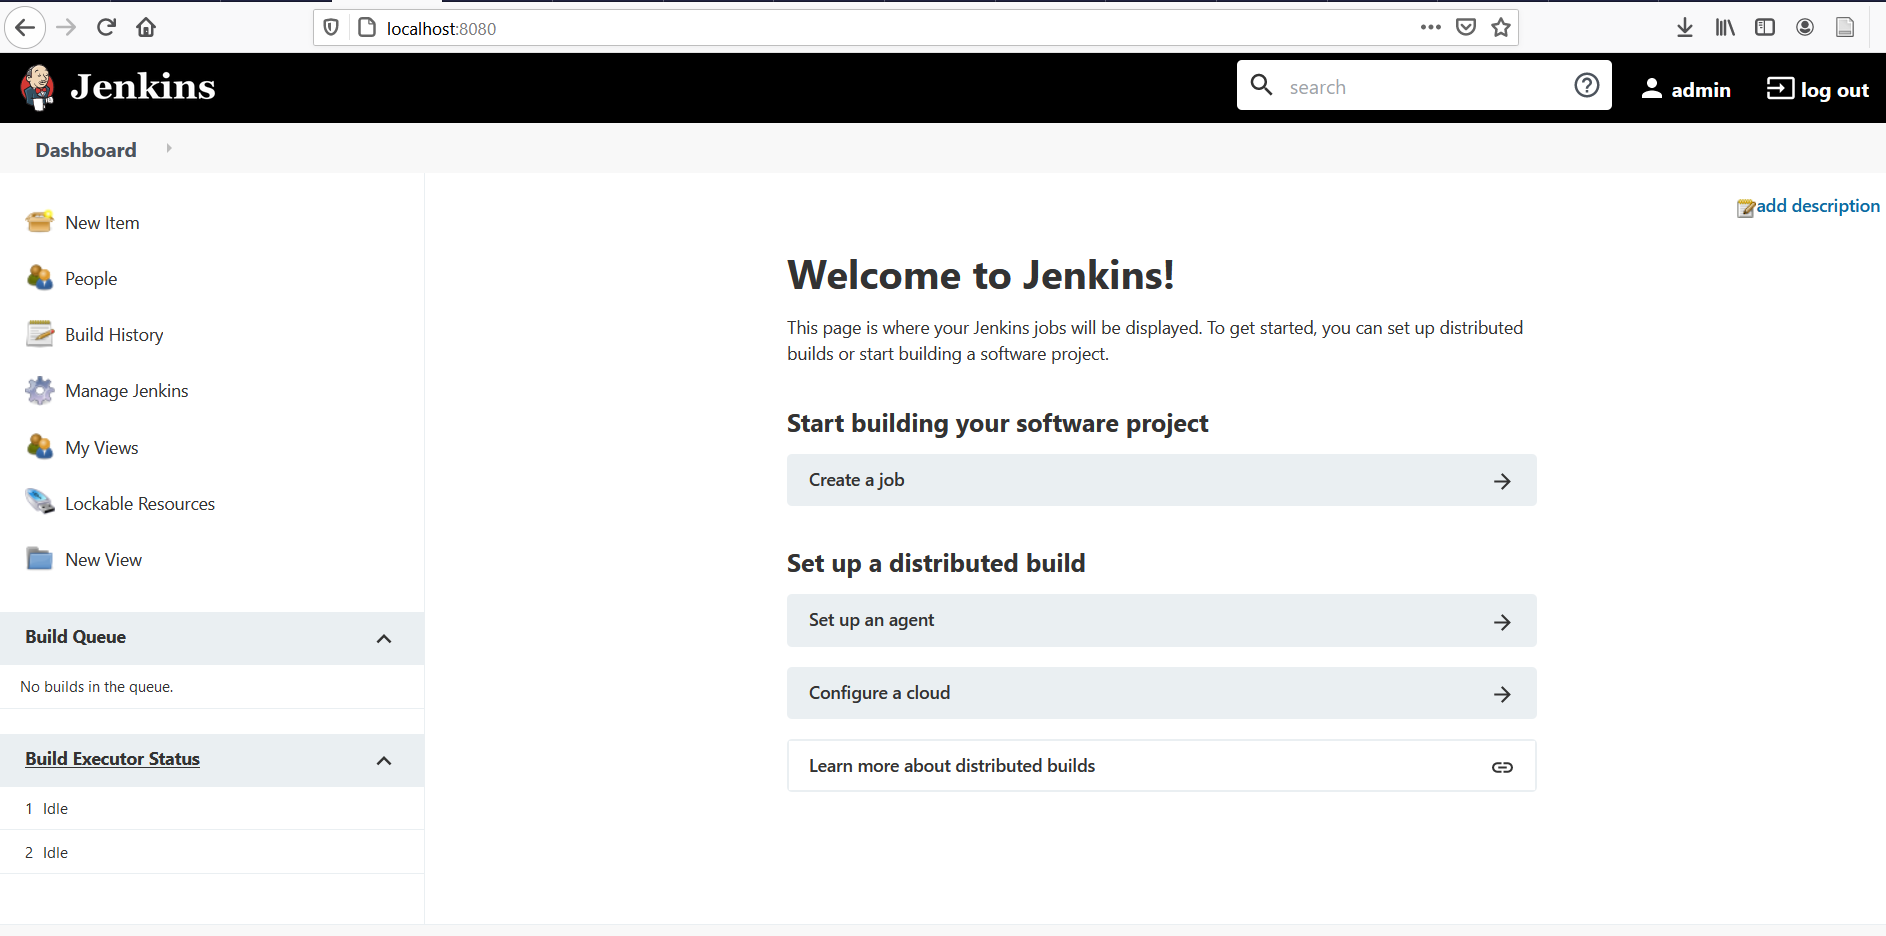 localhost:8080
Jenkins
search
admin
log out
Dashboard
add description
New Item
People
Build History
Manage Jenkins
My Views
Lockable Resources
New View
Build Queue
No builds in the queue.
Build Executor Status
1 Idle
2 Idle
Welcome to Jenkins!
This page is where your Jenkins jobs will be displayed. To get started, you can set up distributed
builds or start building a software project.
Start building your software project
Create a job
Set up a distributed build
Set up an agent
Configure a cloud
Learn more about distributed builds